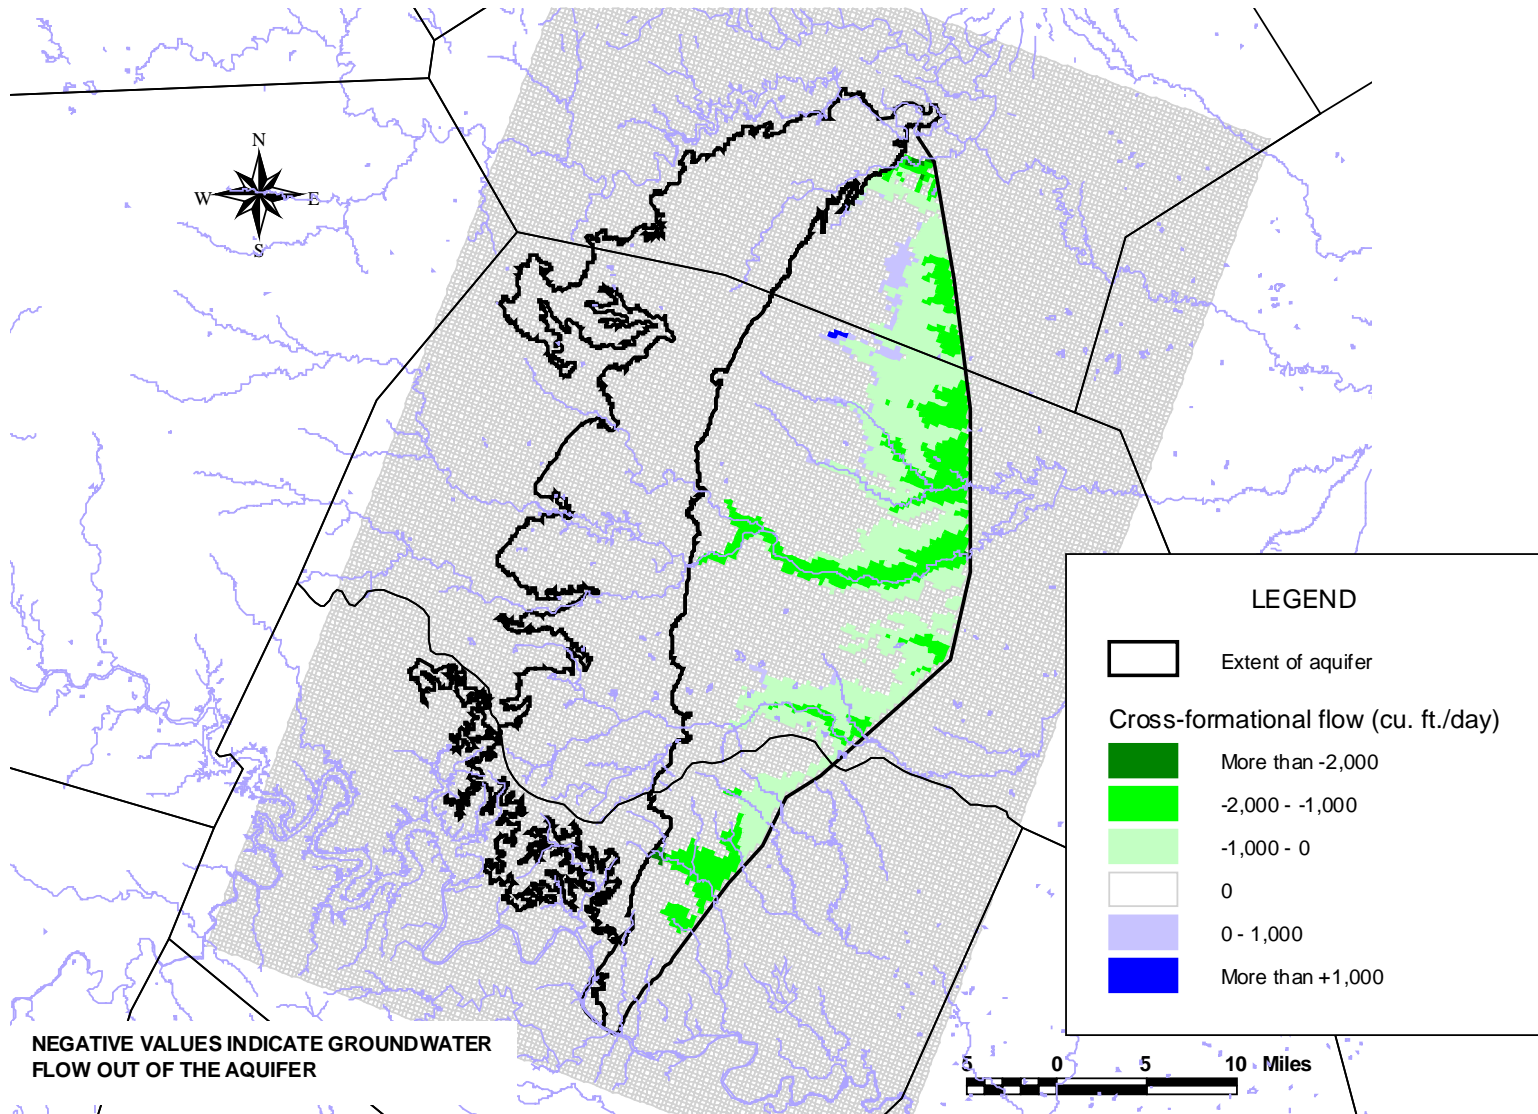 N
W
E
S
LEGEND
Extent of aquifer
Cross-formational flow (cu. ft./day)
More than -2,000
-2,000 - -1,000
-1,000 - 0
0
0 - 1,000
More than +1,000
NEGATIVE VALUES INDICATE GROUNDWATER
FLOW OUT OF THE AQUIFER
5 0 5 10 Miles